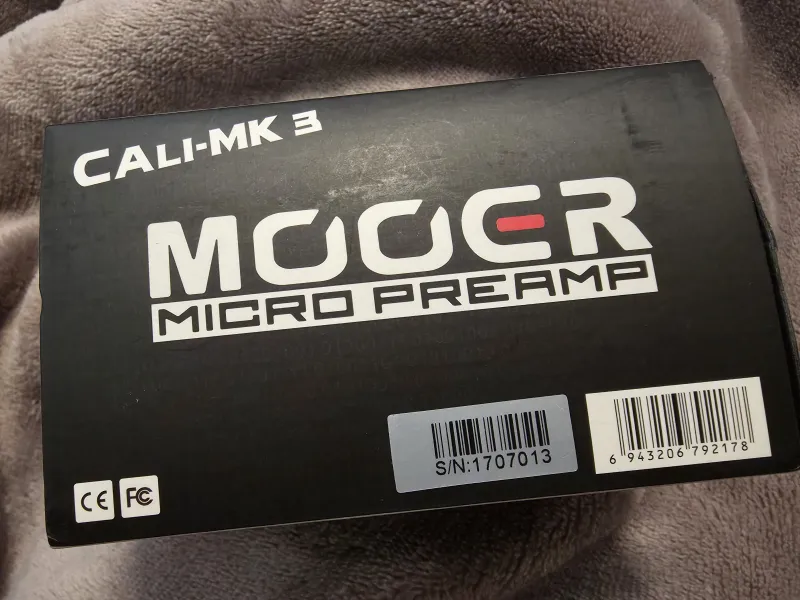 CALI-MK 3
MOOER
MICRO PREAMP
S/N:1707013
6 943206 792178
CE FC